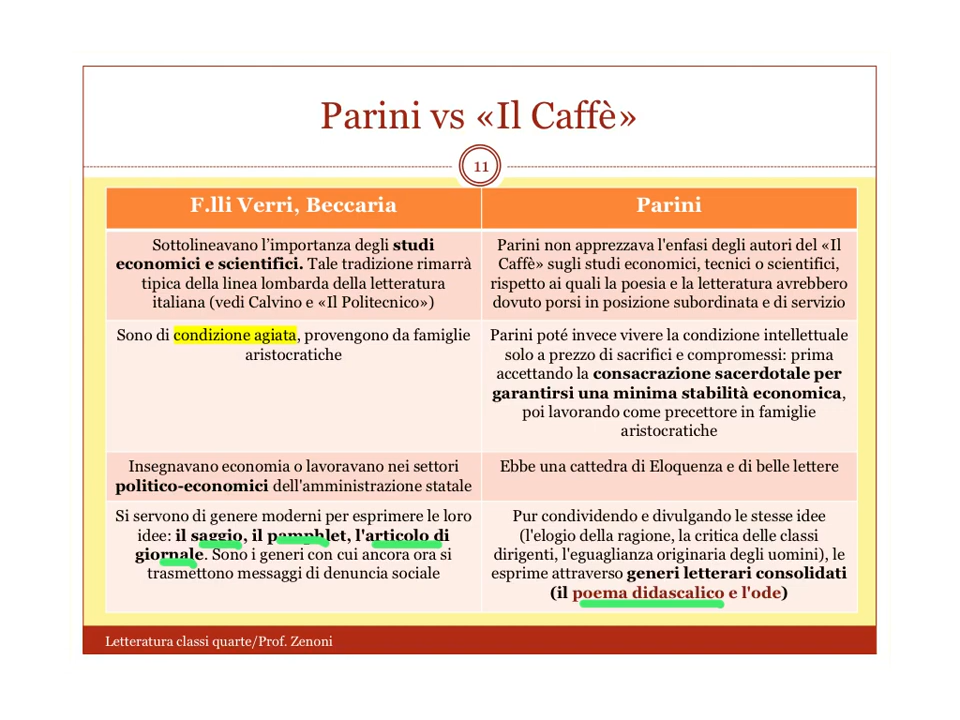 Parini vs «Il Caffè»
11
F.lli Verri, Beccaria
Parini
Sottolineavano l'importanza degli studi
economici e scientifici. Tale tradizione rimarrà
tipica della linea lombarda della letteratura
italiana (vedi Calvino e «Il Politecnico»)
Parini non apprezzava l'enfasi degli autori del «Il
Caffè» sugli studi economici, tecnici o scientifici,
rispetto ai quali la poesia e la letteratura avrebbero
dovuto porsi in posizione subordinata e di servizio
Sono di condizione agiata, provengono da famiglie
aristocratiche
Parini poté invece vivere la condizione intellettuale
solo a prezzo di sacrifici e compromessi: prima
accettando la consacrazione sacerdotale per
garantirsi una minima stabilità economica,
poi lavorando come precettore in famiglie
aristocratiche
Insegnavano economia o lavoravano nei settori
politico-economici dell'amministrazione statale
Ebbe una cattedra di Eloquenza e di belle lettere
Si servono di genere moderni per esprimere le loro
idee: il saggio, il pamphlet, l'articolo di
giornale. Sono i generi con cui ancora ora si
trasmettono messaggi di denuncia sociale
Pur condividendo e divulgando le stesse idee
(l'elogio della ragione, la critica delle classi
dirigenti, l'eguaglianza originaria degli uomini), le
esprime attraverso generi letterari consolidati
(il poema didascalico e l'ode)
Letteratura classi quarte/Prof. Zenoni